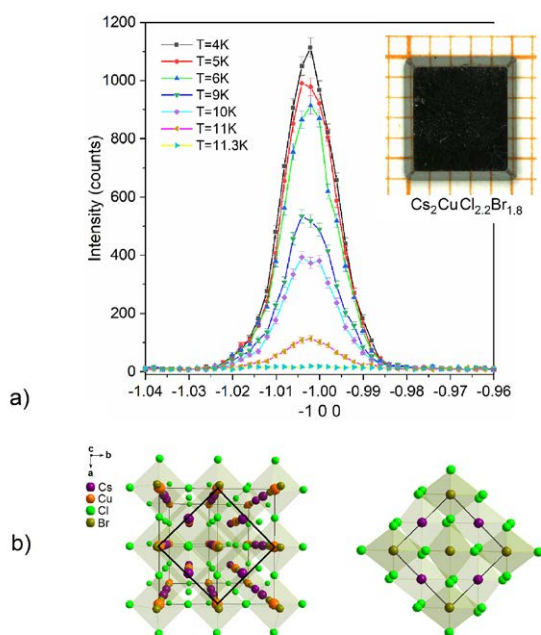 1200
1000
800
600
400
200
0
Intensity (counts)
T=4K
T=5K
T=6K
T=9K
T=10K
T=11K
T=11.3K
Cs₂CuCl₂.₂Br₁.₈
-1.04 -1.03 -1.02 -1.01 -1.00 -0.99 -0.98 -0.97 -0.96
-1 0 0
a)
c
b
a
Cs
Cu
Cl
Br
b)